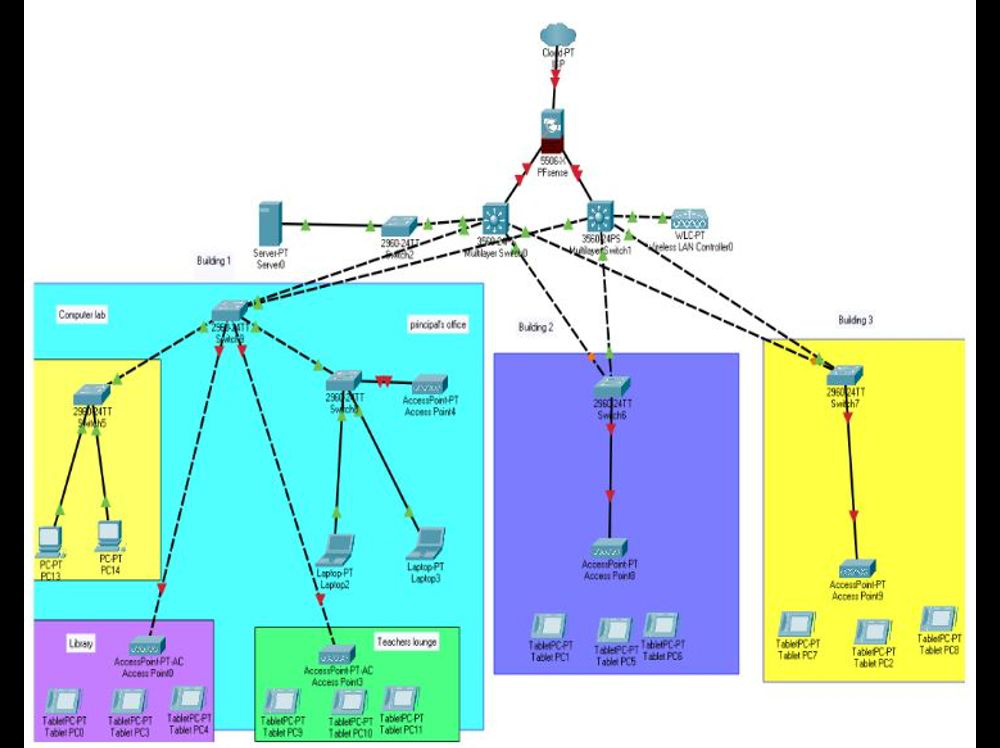 Cloud-PT
ISP
5506-X
PFsense
Server-PT
Server0
2960-24TT
Switch2
Multilayer Switch0
3560-24PS
Multilayer Switch1
WLC-PT
Wireless LAN Controller0
Building 1
Computer lab
2960-24TT
principal's office
Building 2
Building 3
2960-24TT
Switch5
2960-24TT
AccessPoint-PT
Access Point4
2960-24TT
Switch6
2960-24TT
Switch7
PC-PT
PC13
PC-PT
PC14
Laptop-PT
Laptop2
Laptop-PT
Laptop3
AccessPoint-PT
Access Point8
AccessPoint-PT
Access Point9
Library
AccessPoint-PT-AC
Access Point0
Teachers lounge
AccessPoint-PT-AC
Access Point3
TabletPC-PT
Tablet PC1
TabletPC-PT
Tablet PC5
TabletPC-PT
Tablet PC6
TabletPC-PT
Tablet PC7
TabletPC-PT
Tablet PC2
TabletPC-PT
Tablet PC8
TabletPC-PT
Tablet PC0
TabletPC-PT
Tablet PC3
TabletPC-PT
Tablet PC4
TabletPC-PT
Tablet PC9
TabletPC-PT
Tablet PC10
TabletPC-PT
Tablet PC11